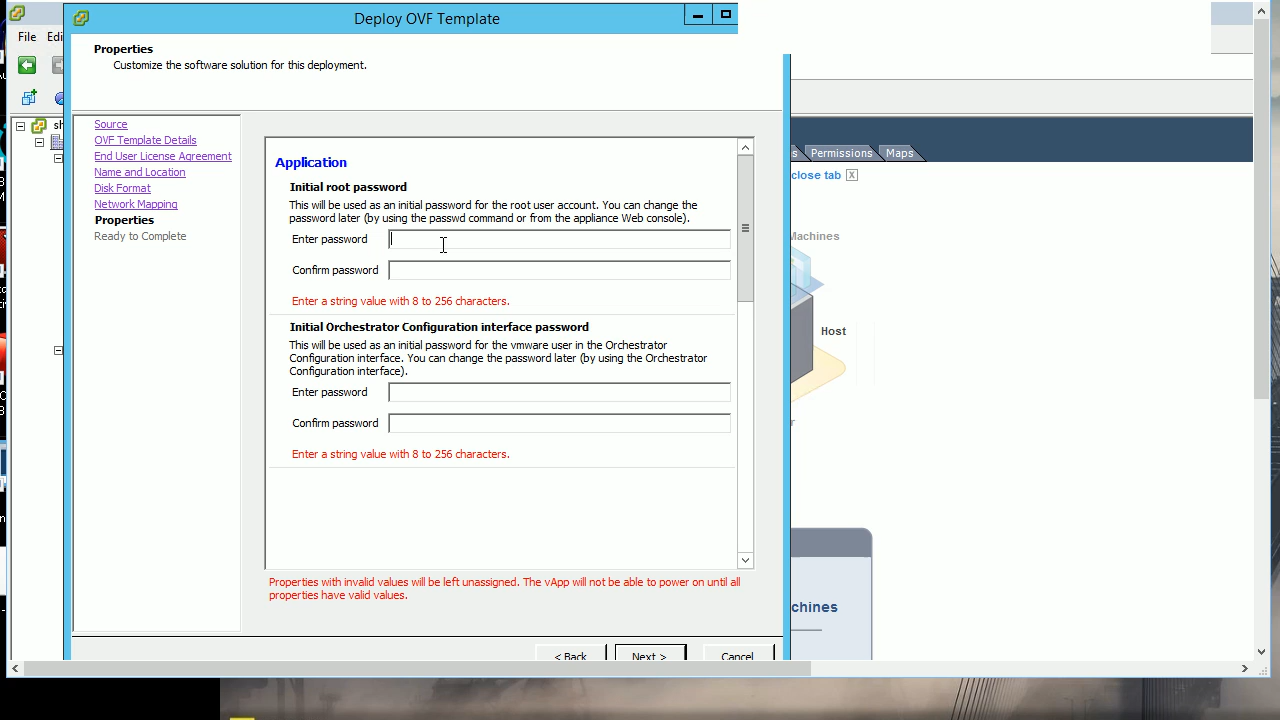 Deploy OVF Template
File
Edi
Properties
Customize the software solution for this deployment.
Source
OVF Template Details
End User License Agreement
Name and Location
Disk Format
Network Mapping
Properties
Ready to Complete
Application
Initial root password
This will be used as an initial password for the root user account. You can change the
password later (by using the passwd command or from the appliance Web console).
Enter password
Confirm password
Enter a string value with 8 to 256 characters.
Initial Orchestrator Configuration interface password
This will be used as an initial password for the vmware user in the Orchestrator
Configuration interface. You can change the password later (by using the Orchestrator
Configuration interface).
Enter password
Confirm password
Enter a string value with 8 to 256 characters.
Properties with invalid values will be left unassigned. The vApp will not be able to power on until all
properties have valid values.
< Back
Next >
Cancel
s
Permissions
Maps
close tab X
Machines
Host
chines
sh